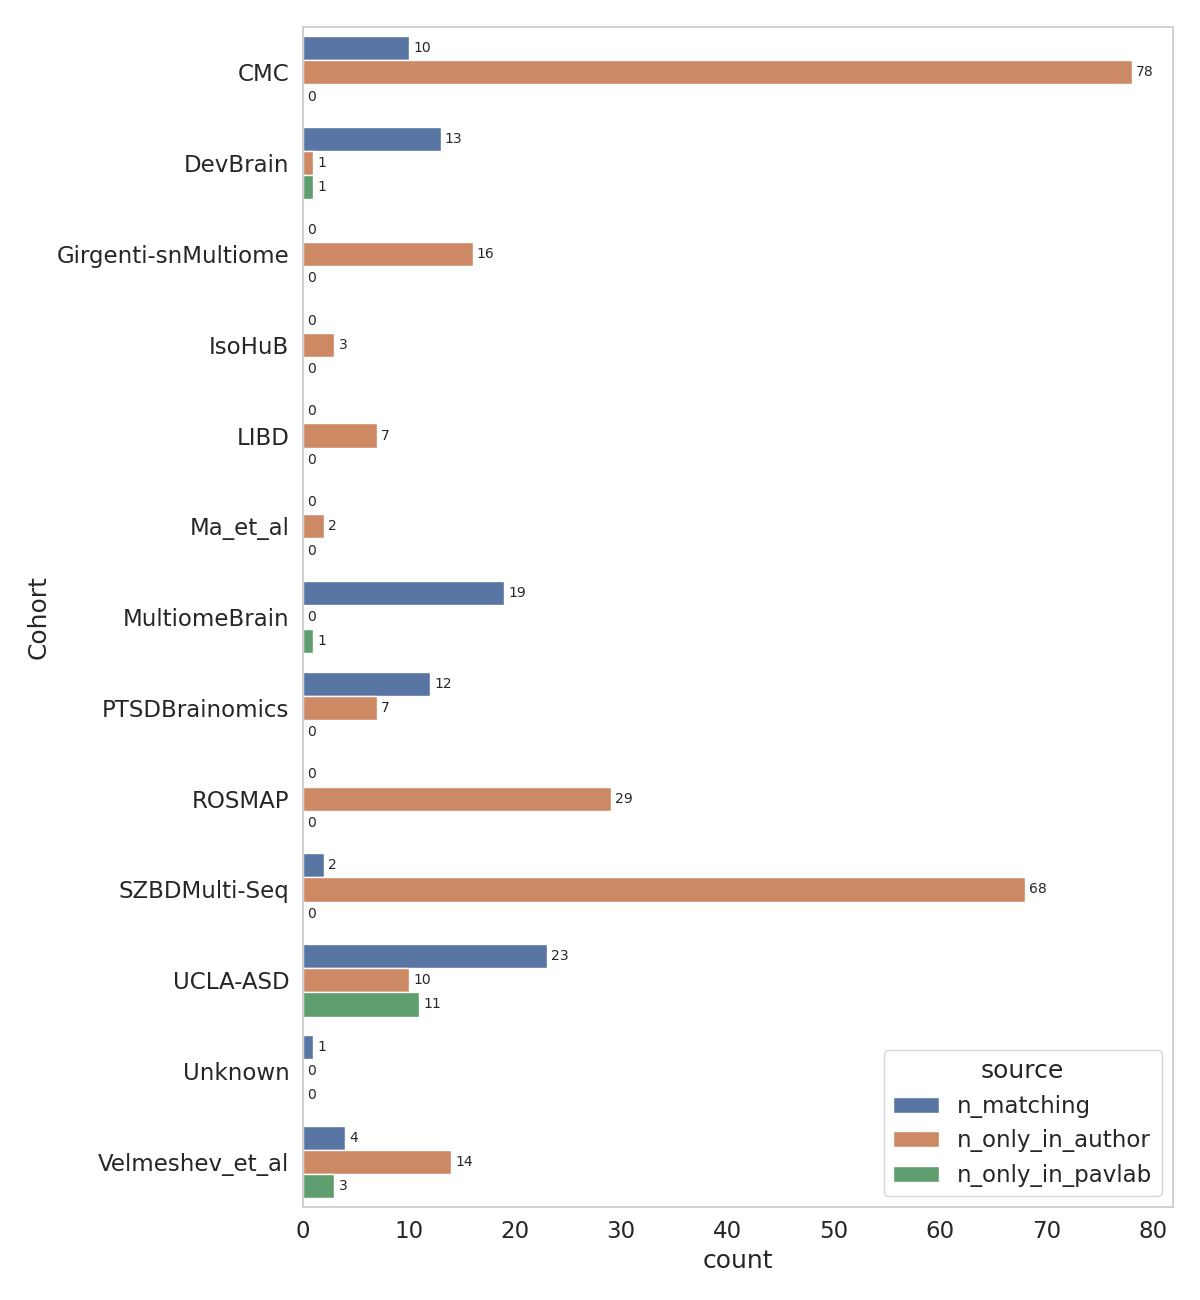 CMC
10
78
0
DevBrain
13
1
1
Girgenti-snMultiome
0
16
0
IsoHuB
0
3
0
LIBD
0
7
0
Ma_et_al
0
2
0
MultiomeBrain
19
0
1
PTSDBrainomics
12
7
0
ROSMAP
0
29
0
SZBDMulti-Seq
2
68
0
UCLA-ASD
23
10
11
Unknown
1
0
0
Velmeshev_et_al
4
14
3
Cohort
source
n_matching
n_only_in_author
n_only_in_pavlab
0 10 20 30 40 50 60 70 80
count